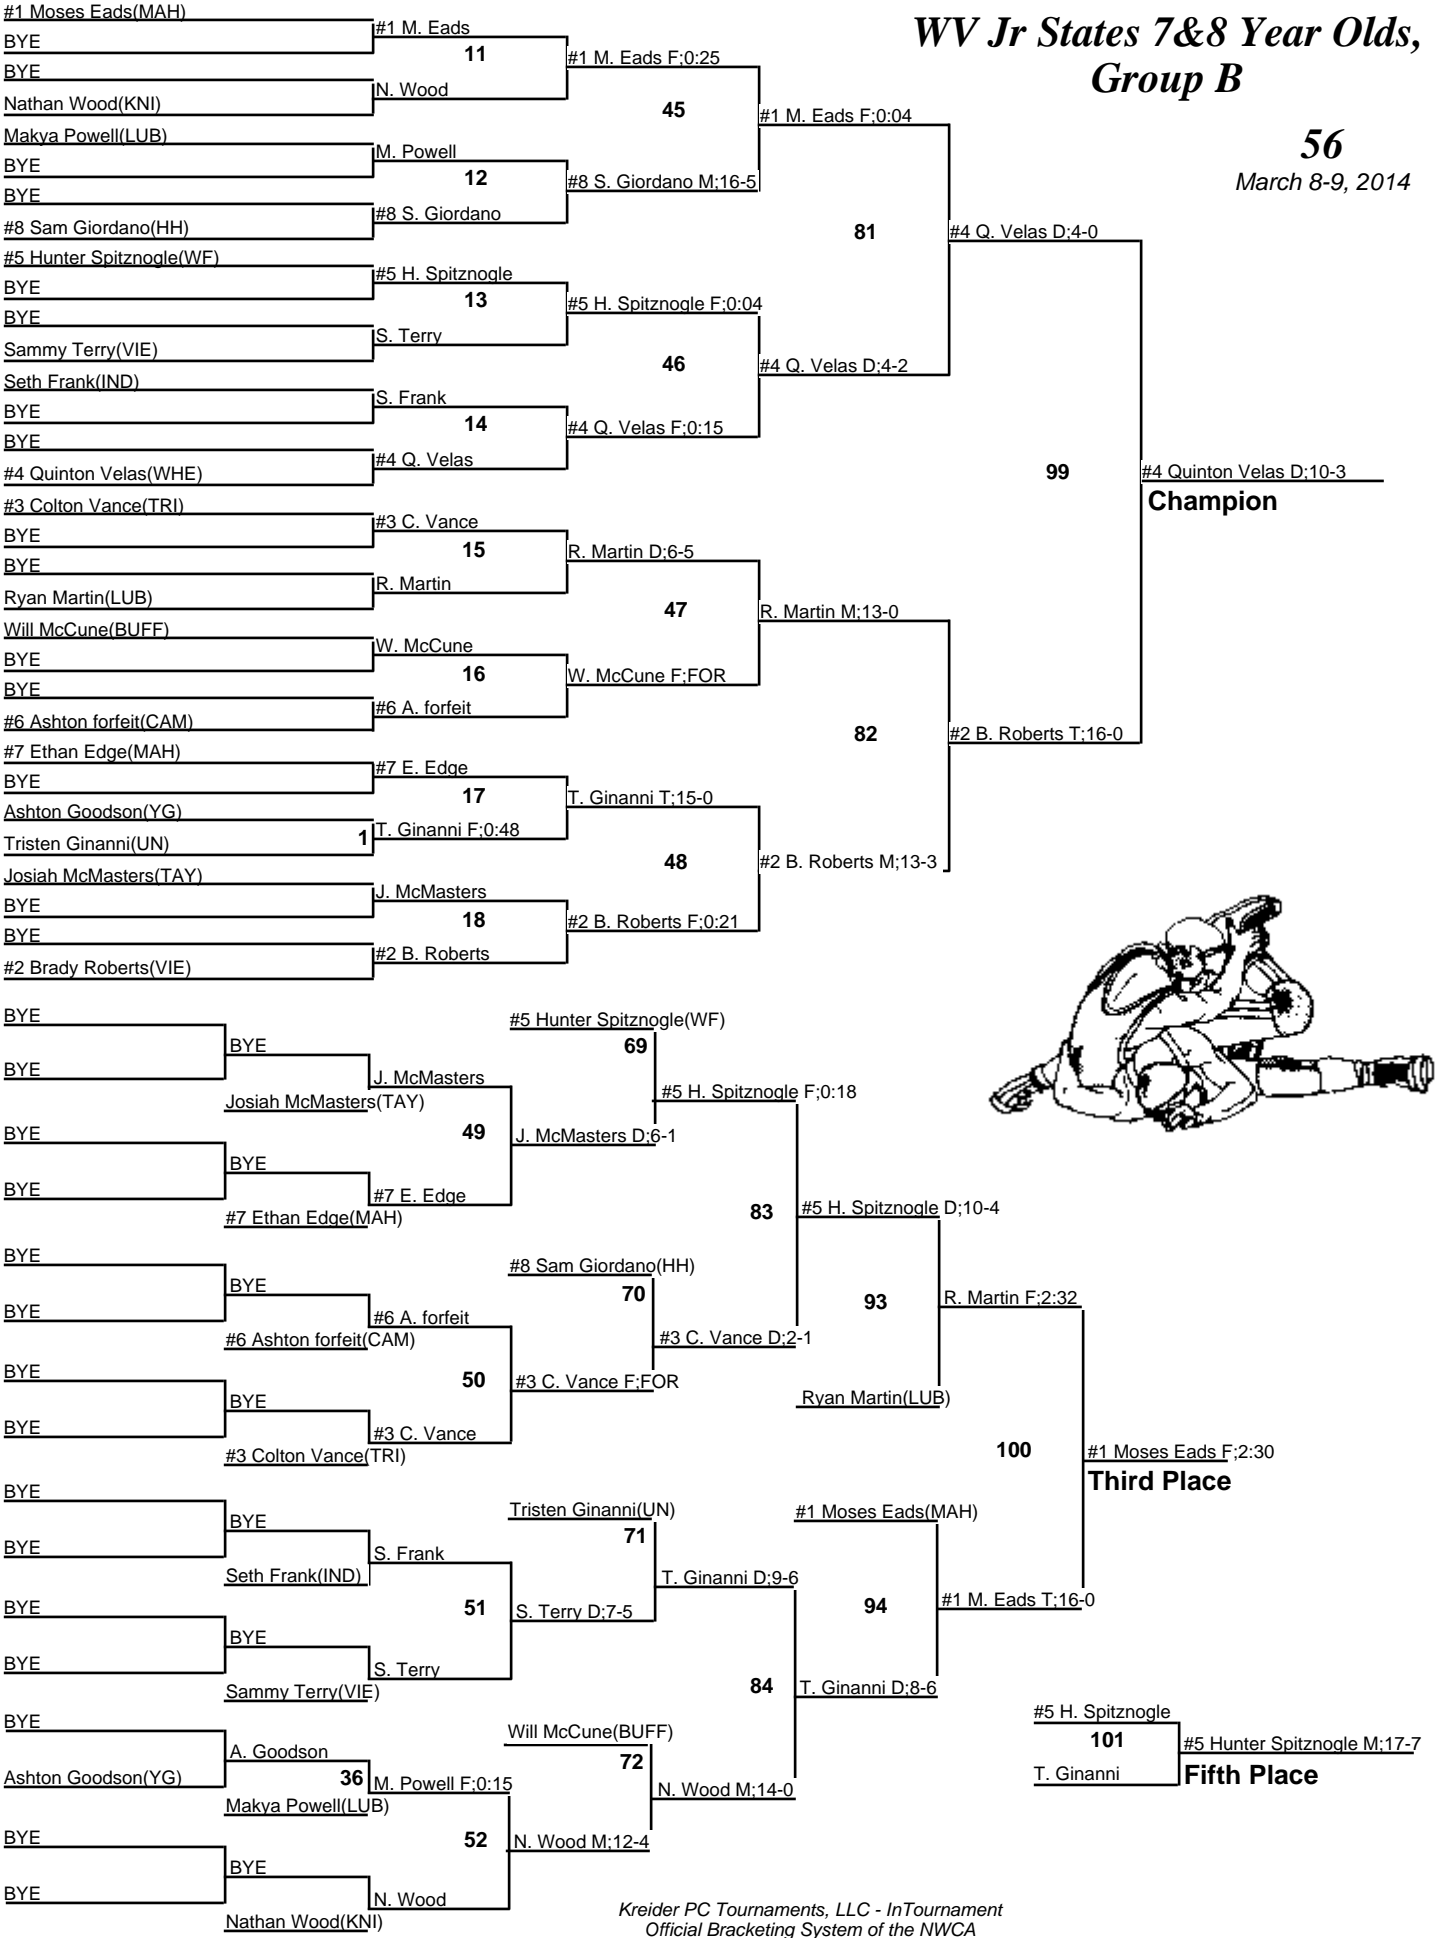 WV Jr States 7&8 Year Olds,
Group B
56
March 8-9, 2014
#1 Moses Eads(MAH)
BYE
BYE
Nathan Wood(KNI)
Makya Powell(LUB)
BYE
BYE
#8 Sam Giordano(HH)
#5 Hunter Spitznogle(WF)
BYE
BYE
Sammy Terry(VIE)
Seth Frank(IND)
BYE
BYE
#4 Quinton Velas(WHE)
#3 Colton Vance(TRI)
BYE
BYE
Ryan Martin(LUB)
Will McCune(BUFF)
BYE
BYE
#6 Ashton forfeit(CAM)
#7 Ethan Edge(MAH)
BYE
Ashton Goodson(YG)
Tristen Ginanni(UN)
1
Josiah McMasters(TAY)
BYE
BYE
#2 Brady Roberts(VIE)
#1 M. Eads
11
N. Wood
M. Powell
12
#8 S. Giordano
#5 H. Spitznogle
13
S. Terry
S. Frank
14
#4 Q. Velas
#3 C. Vance
15
R. Martin
W. McCune
16
#6 A. forfeit
#7 E. Edge
17
T. Ginanni F;0:48
J. McMasters
18
#2 B. Roberts
#1 M. Eads F;0:25
45
#8 S. Giordano M;16-5
#5 H. Spitznogle F;0:04
46
#4 Q. Velas F;0:15
R. Martin D;6-5
47
W. McCune F;FOR
T. Ginanni T;15-0
48
#2 B. Roberts F;0:21
#1 M. Eads F;0:04
81
#4 Q. Velas D;4-2
R. Martin M;13-0
82
#2 B. Roberts M;13-3
#4 Q. Velas D;4-0
99
#2 B. Roberts T;16-0
#4 Quinton Velas D;10-3
Champion
BYE
BYE
BYE
BYE
BYE
BYE
BYE
BYE
BYE
BYE
BYE
BYE
BYE
Ashton Goodson(YG)
BYE
BYE
BYE
Josiah McMasters(TAY)
BYE
#7 Ethan Edge(MAH)
BYE
#6 Ashton forfeit(CAM)
BYE
#3 Colton Vance(TRI)
BYE
Seth Frank(IND)
BYE
Sammy Terry(VIE)
A. Goodson
36
Makya Powell(LUB)
BYE
Nathan Wood(KNI)
J. McMasters
49
#7 E. Edge
#6 A. forfeit
50
#3 C. Vance
S. Frank
51
S. Terry
M. Powell F;0:15
52
N. Wood
#5 Hunter Spitznogle(WF)
69
J. McMasters D;6-1
#8 Sam Giordano(HH)
70
#3 C. Vance F;FOR
Tristen Ginanni(UN)
71
S. Terry D;7-5
Will McCune(BUFF)
72
N. Wood M;12-4
#5 H. Spitznogle F;0:18
83
#3 C. Vance D;2-1
T. Ginanni D;9-6
84
N. Wood M;14-0
#5 H. Spitznogle D;10-4
93
Ryan Martin(LUB)
#1 Moses Eads(MAH)
94
T. Ginanni D;8-6
R. Martin F;2:32
100
#1 M. Eads T;16-0
#1 Moses Eads F;2:30
Third Place
#5 H. Spitznogle
101
T. Ginanni
#5 Hunter Spitznogle M;17-7
Fifth Place
Kreider PC Tournaments, LLC - InTournament
Official Bracketing System of the NWCA